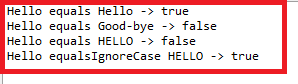 Hello equals Hello -> true
Hello equals Good-bye -> false
Hello equals HELLO -> false
Hello equalsIgnoreCase HELLO -> true